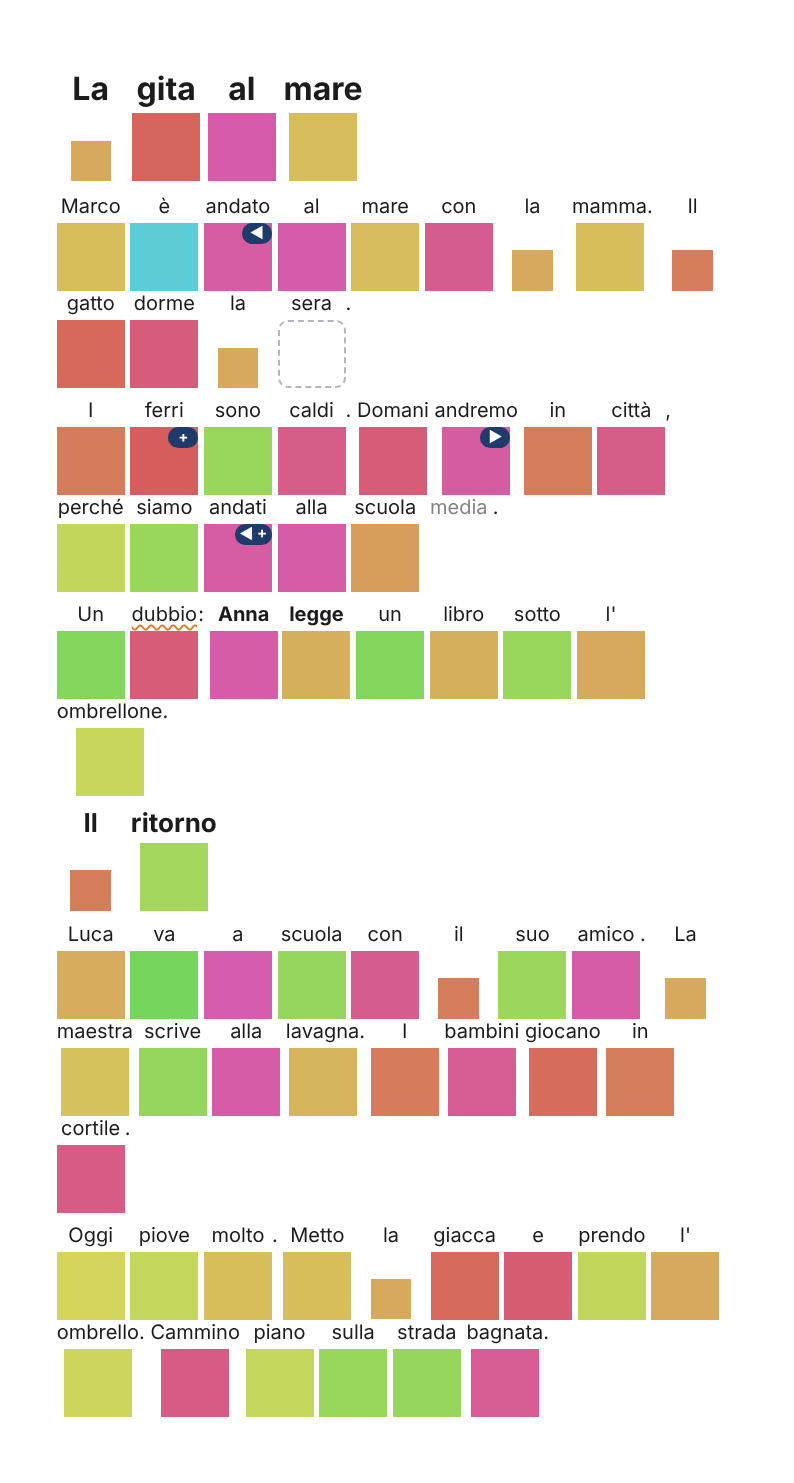 La gita al mare
Marco è andato al mare con la mamma. Il
gatto dorme la sera .
I ferri sono caldi . Domani andremo in città ,
perché siamo andati alla scuola media .
Un dubbio: Anna legge un libro sotto l'
ombrellone.
Il ritorno
Luca va a scuola con il suo amico . La
maestra scrive alla lavagna. I bambini giocano in
cortile .
Oggi piove molto . Metto la giacca e prendo l'
ombrello. Cammino piano sulla strada bagnata.